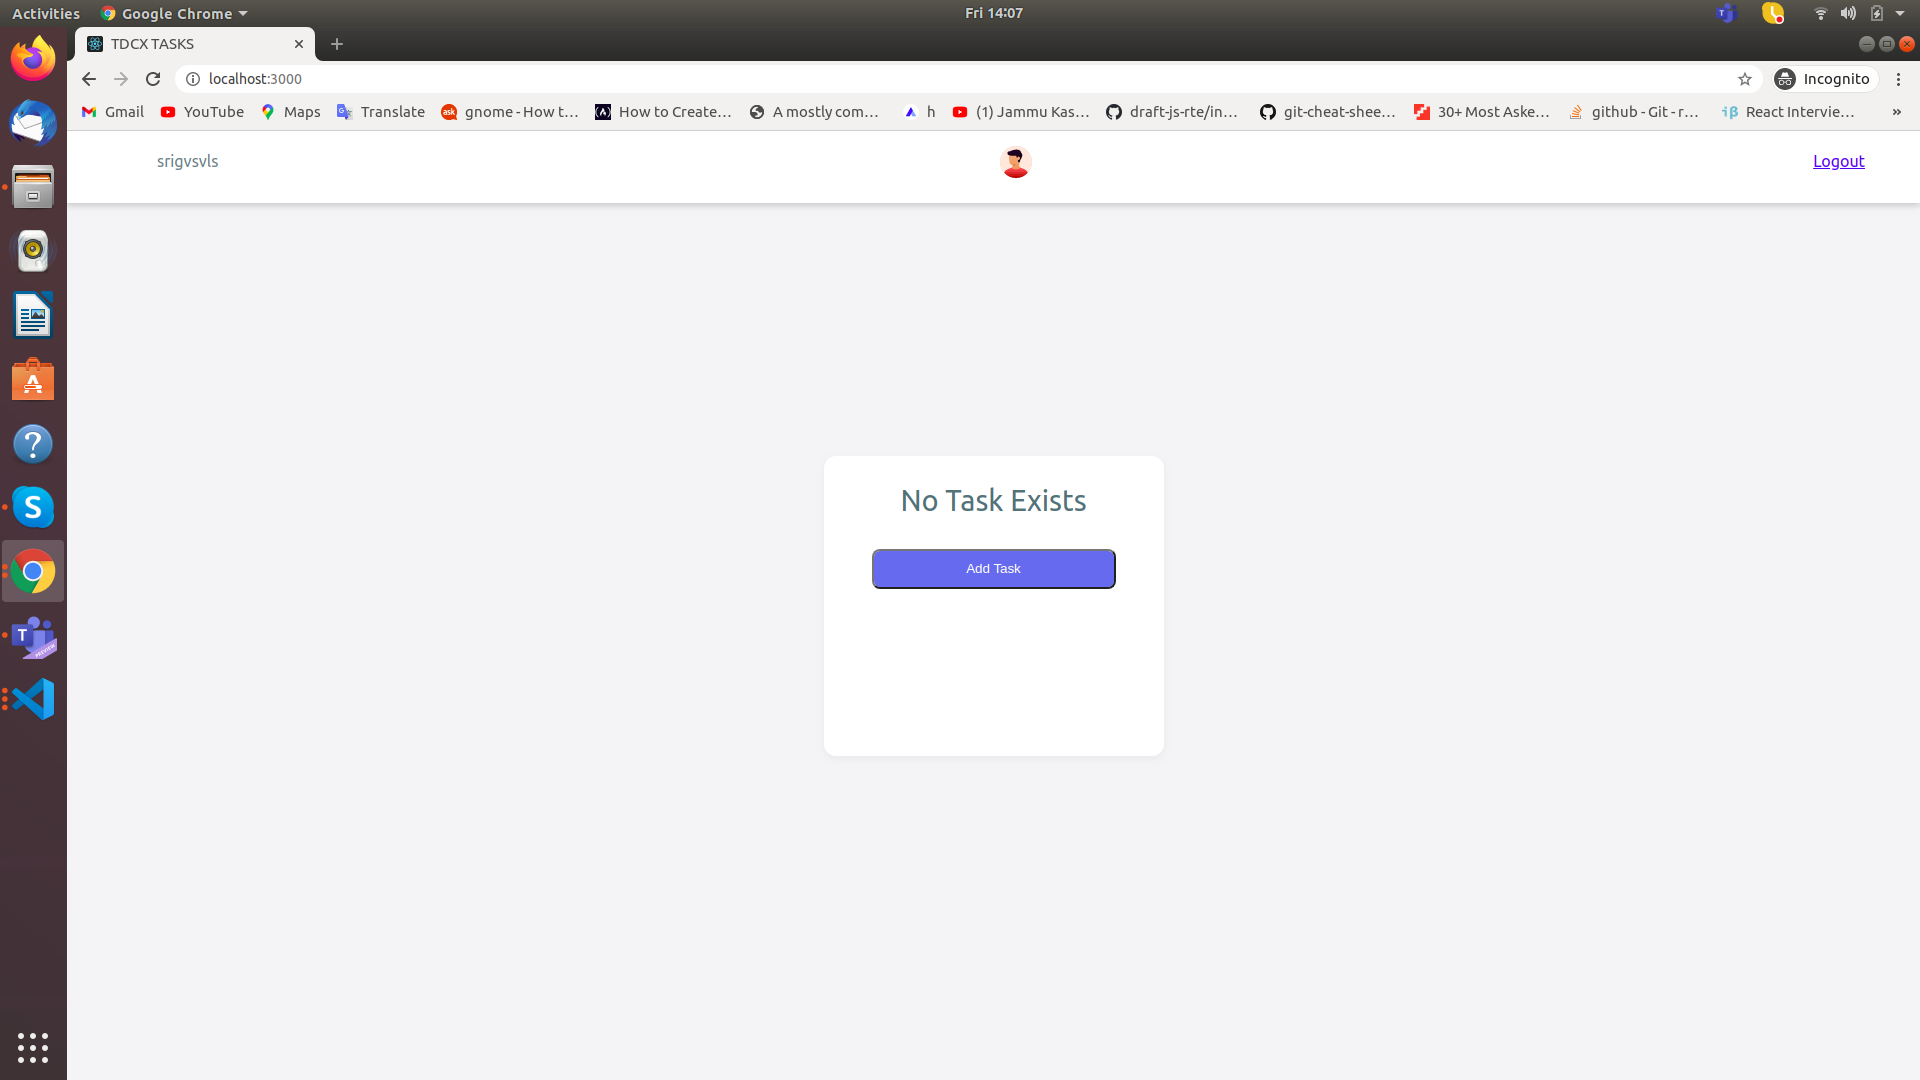 Activities
Google Chrome
Fri 14:07
TDCX TASKS
localhost:3000
Incognito
Gmail
YouTube
Maps
Translate
gnome - How t…
How to Create…
A mostly com…
h
(1) Jammu Kas…
draft-js-rte/in…
git-cheat-shee…
30+ Most Aske…
github - Git - r…
React Intervie…
»
srigvsvls
Logout
No Task Exists
Add Task